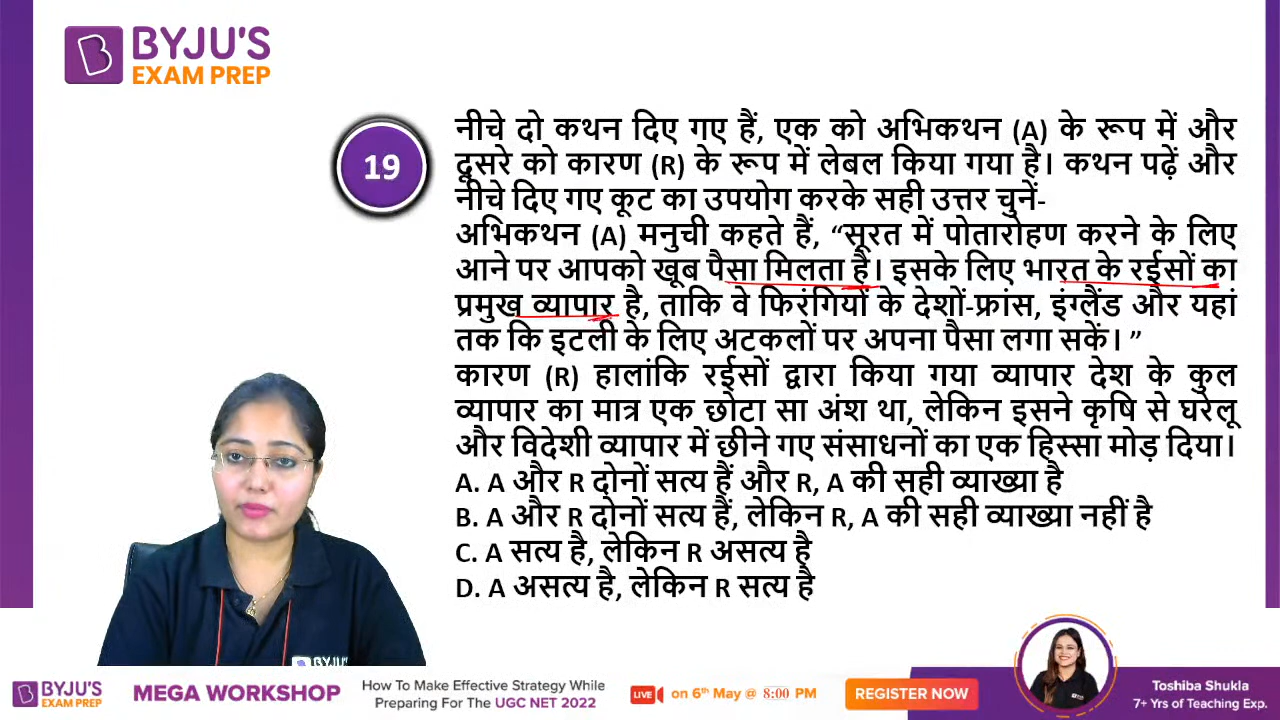 BYJU'S
EXAM PREP
19
नीचे दो कथन दिए गए हैं, एक को अभिकथन (A) के रूप में और
दूसरे को कारण (R) के रूप में लेबल किया गया है। कथन पढ़ें और
नीचे दिए गए कूट का उपयोग करके सही उत्तर चुनें-
अभिकथन (A) मनुची कहते हैं, “सूरत में पोतारोहण करने के लिए
आने पर आपको खूब पैसा मिलता है। इसके लिए भारत के रईसों का
प्रमुख व्यापार है, ताकि वे फिरंगियों के देशों-फ्रांस, इंग्लैंड और यहां
तक कि इटली के लिए अटकलों पर अपना पैसा लगा सकें। ”
कारण (R) हालांकि रईसों द्वारा किया गया व्यापार देश के कुल
व्यापार का मात्र एक छोटा सा अंश था, लेकिन इसने कृषि से घरेलू
और विदेशी व्यापार में छीने गए संसाधनों का एक हिस्सा मोड़ दिया।
A. A और R दोनों सत्य हैं और R, A की सही व्याख्या है
B. A और R दोनों सत्य हैं, लेकिन R, A की सही व्याख्या नहीं है
C. A सत्य है, लेकिन R असत्य है
D. A असत्य है, लेकिन R सत्य है
BYJU'S
BYJU'S
EXAM PREP
MEGA WORKSHOP
How To Make Effective Strategy While
Preparing For The UGC NET 2022
LIVE
on 6th May @ 8:00 PM
REGISTER NOW
Toshiba Shukla
7+ Yrs of Teaching Exp.